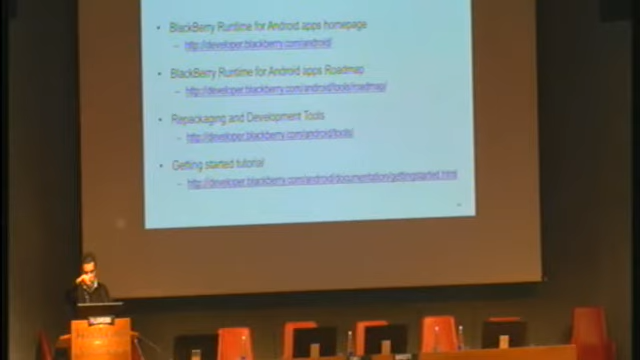 • BlackBerry Runtime for Android apps homepage
– http://developer.blackberry.com/android/
• BlackBerry Runtime for Android apps Roadmap
– http://developer.blackberry.com/android/tools/roadmap/
• Repackaging and Development Tools
– http://developer.blackberry.com/android/tools/
• Getting started tutorial
– http://developer.blackberry.com/android/documentation/gettingstarted.html